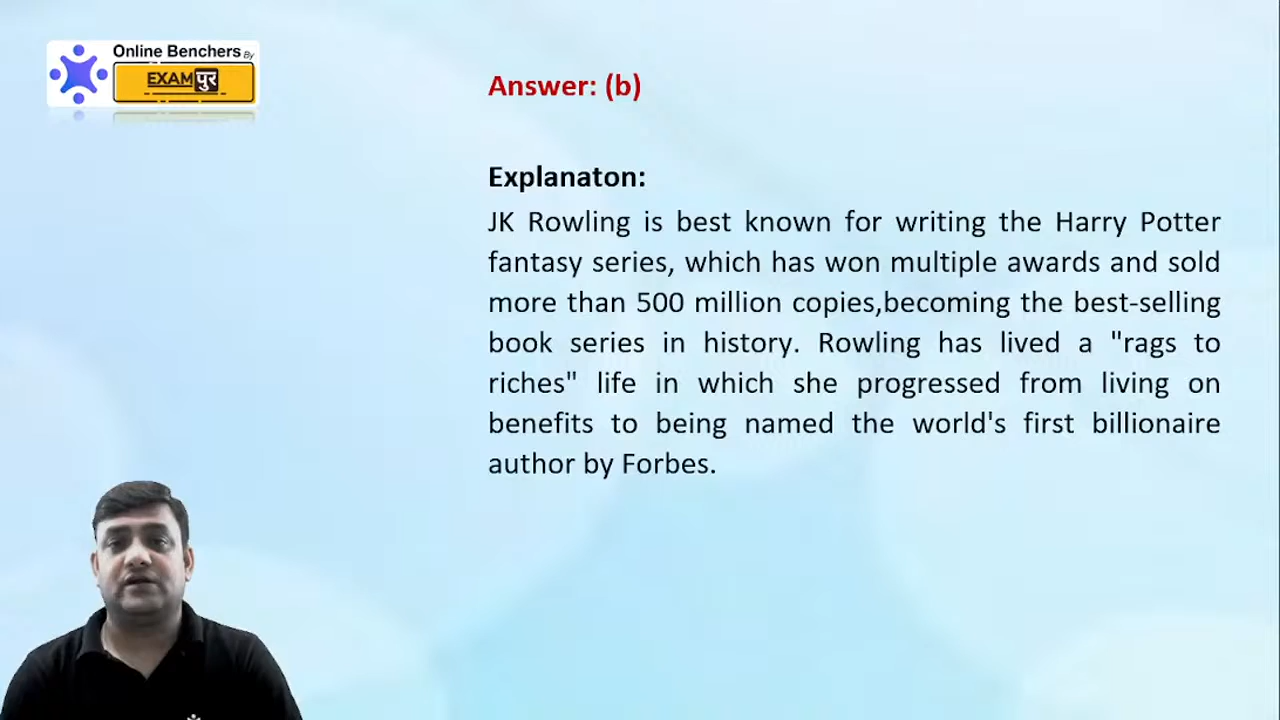 Online Benchers By
EXAMपुर
Answer: (b)
Explanaton:
JK Rowling is best known for writing the Harry Potter
fantasy series, which has won multiple awards and sold
more than 500 million copies,becoming the best-selling
book series in history. Rowling has lived a "rags to
riches" life in which she progressed from living on
benefits to being named the world's first billionaire
author by Forbes.